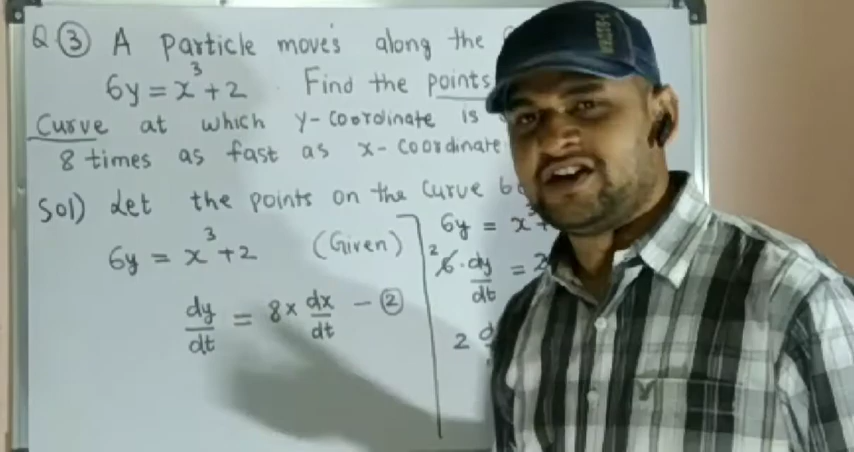 Q③ A Particle moves along the
6y = x³+2 Find the points
Curve at which y-coordinate is
8 times as fast as x-coordinate
Sol) Let the points on the curve
6y = x³+2 (Given)
dy/dt = 8× dx/dt - ②
6y = x
6·dy/dt =
2